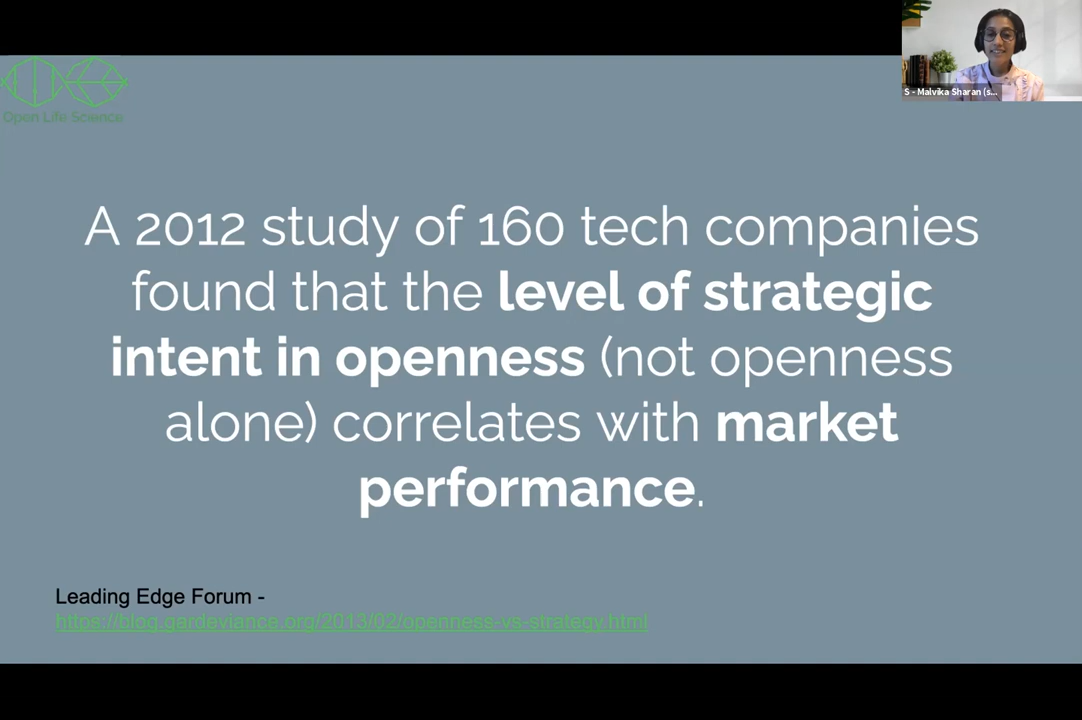 Open Life Science
S - Malvika Sharan (s...
A 2012 study of 160 tech companies
found that the level of strategic
intent in openness (not openness
alone) correlates with market
performance.
Leading Edge Forum -
https://blog.gardeviance.org/2013/02/openness-vs-strategy.html